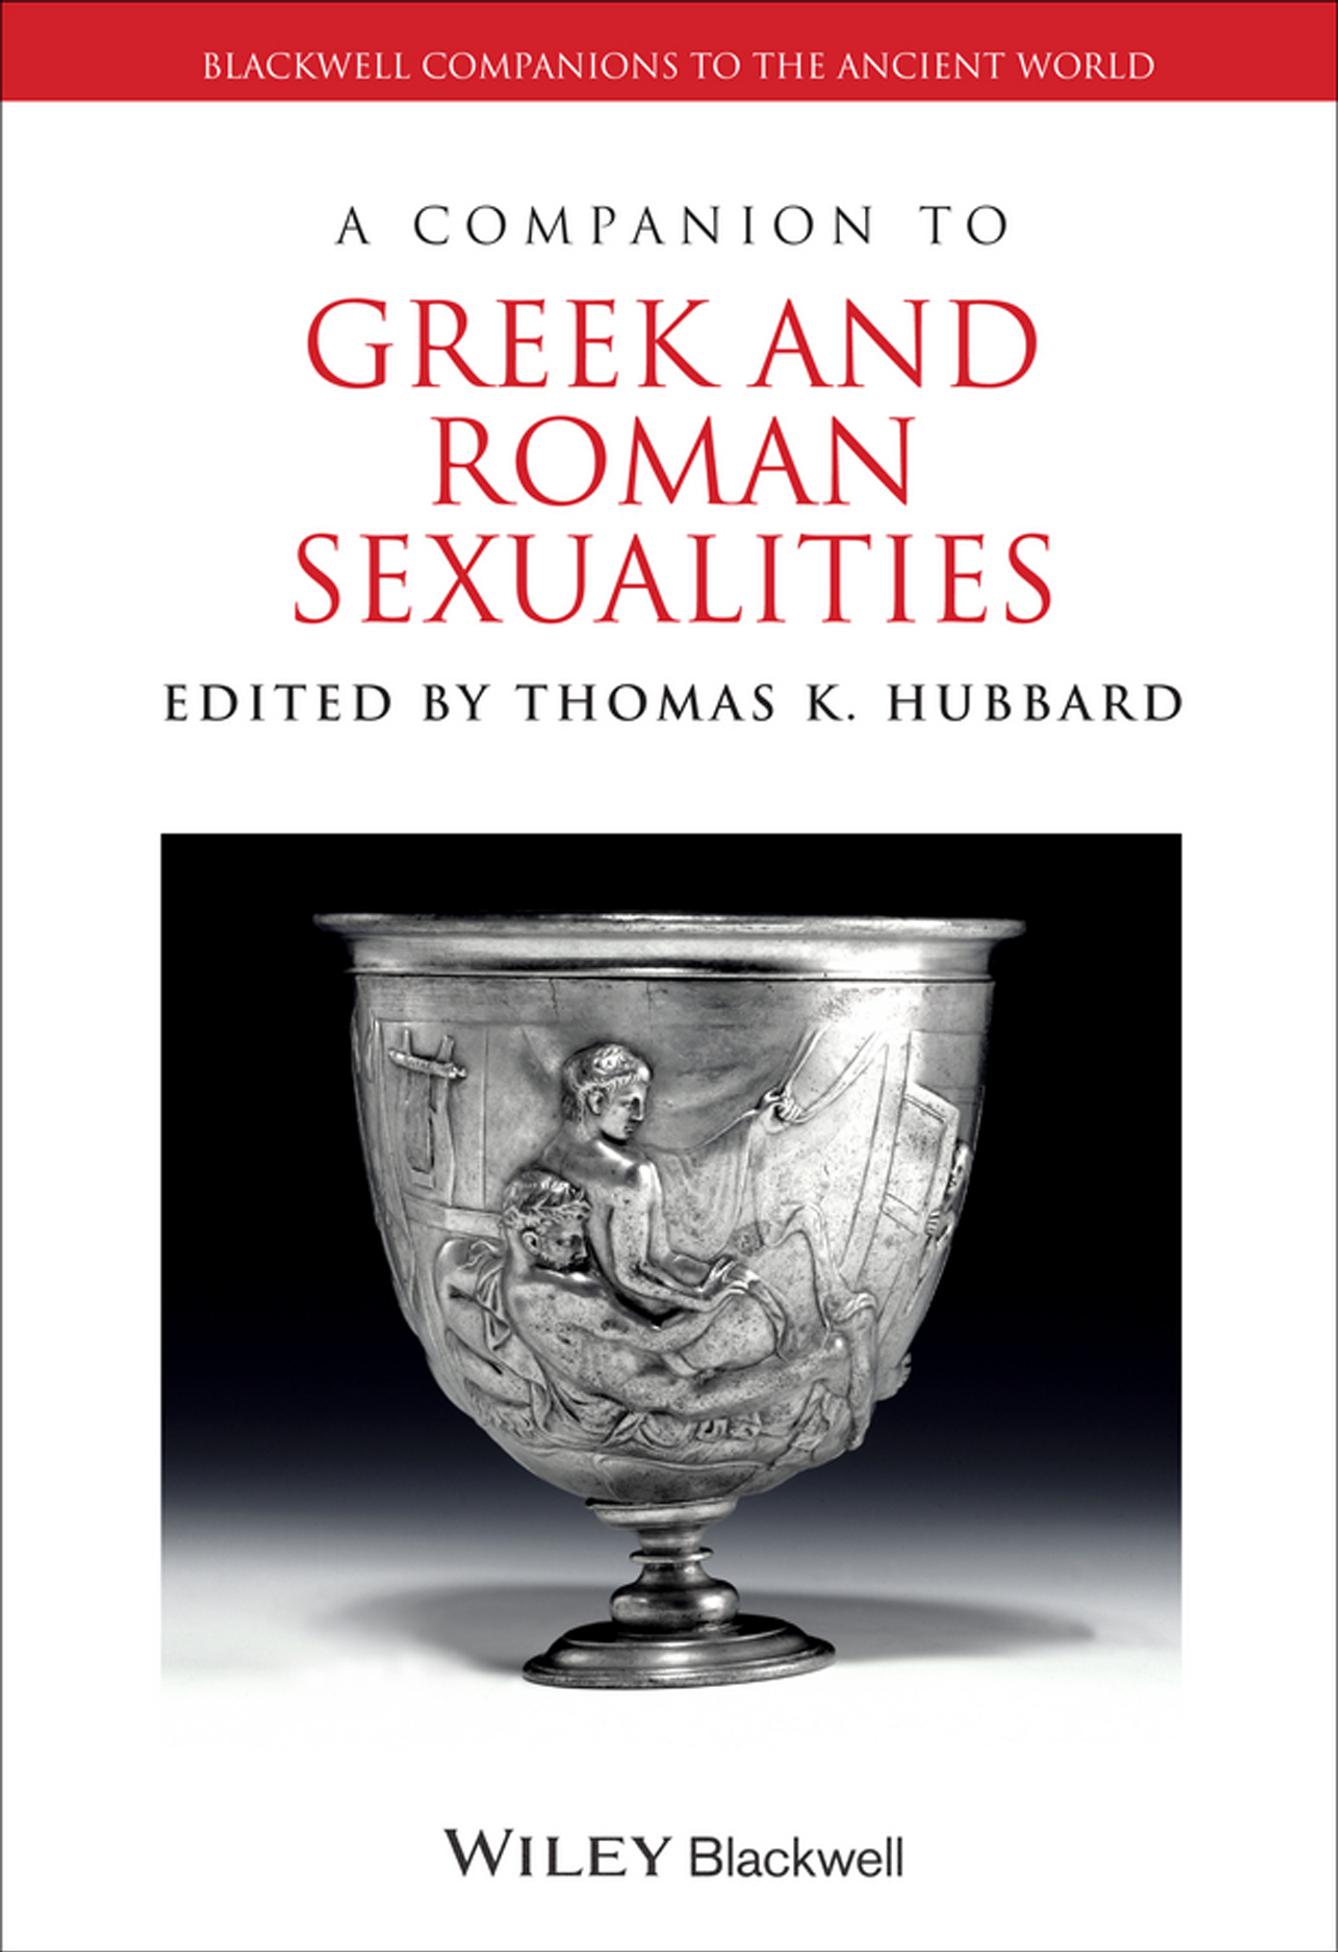 BLACKWELL COMPANIONS TO THE ANCIENT WORLD
A COMPANION TO
GREEK AND
ROMAN
SEXUALITIES
EDITED BY THOMAS K. HUBBARD
WILEY Blackwell